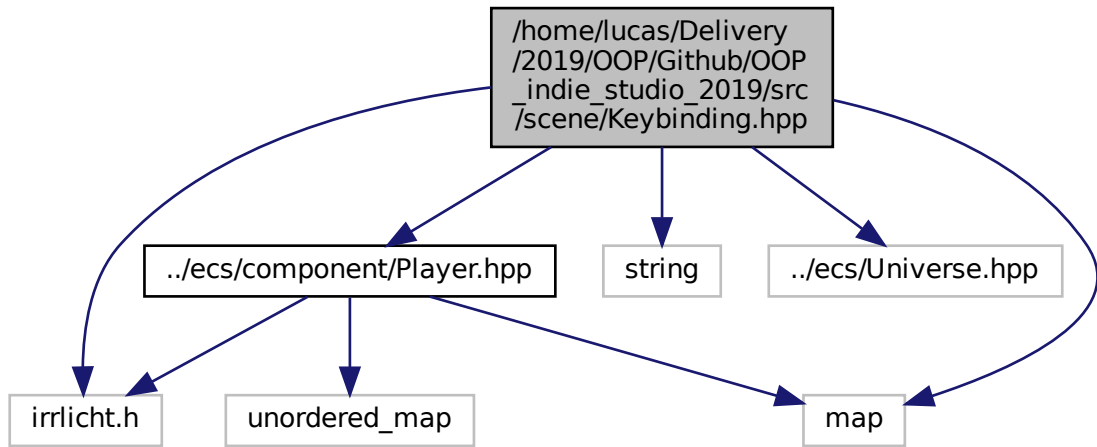 /home/lucas/Delivery
/2019/OOP/Github/OOP
_indie_studio_2019/src
/scene/Keybinding.hpp
../ecs/component/Player.hpp
string
../ecs/Universe.hpp
irrlicht.h
unordered_map
map